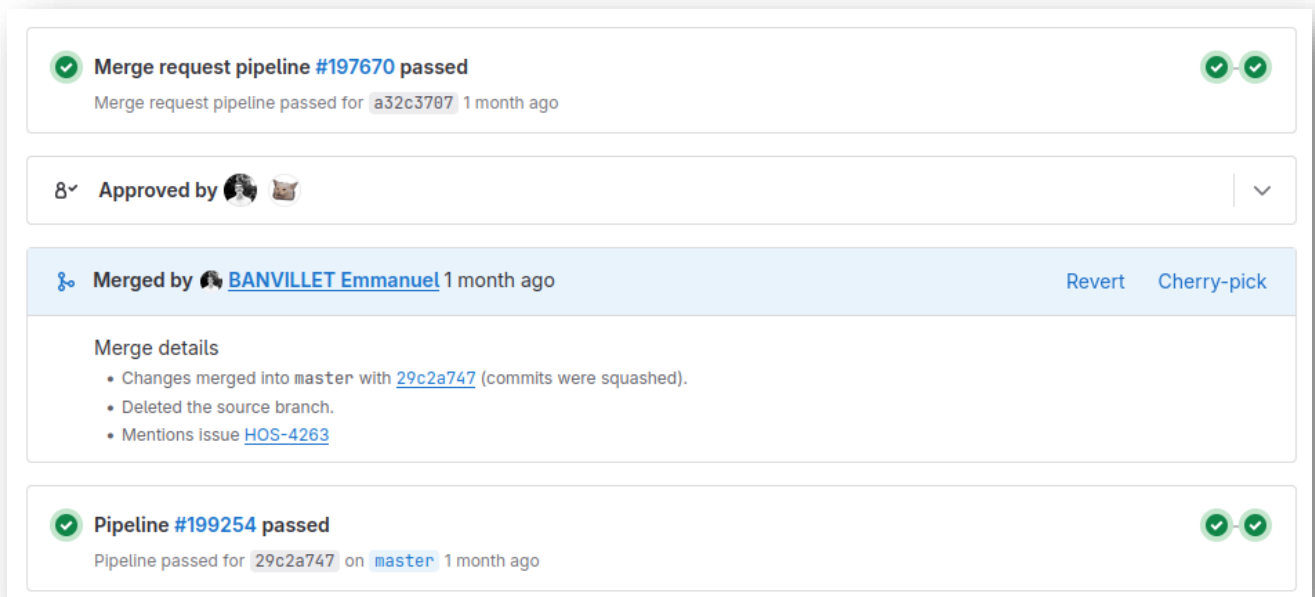 Merge request pipeline #197670 passed
Merge request pipeline passed for a32c3707 1 month ago
Approved by
Merged by BANVILLET Emmanuel 1 month ago Revert Cherry-pick
Merge details
• Changes merged into master with 29c2a747 (commits were squashed).
• Deleted the source branch.
• Mentions issue HOS-4263
Pipeline #199254 passed
Pipeline passed for 29c2a747 on master 1 month ago